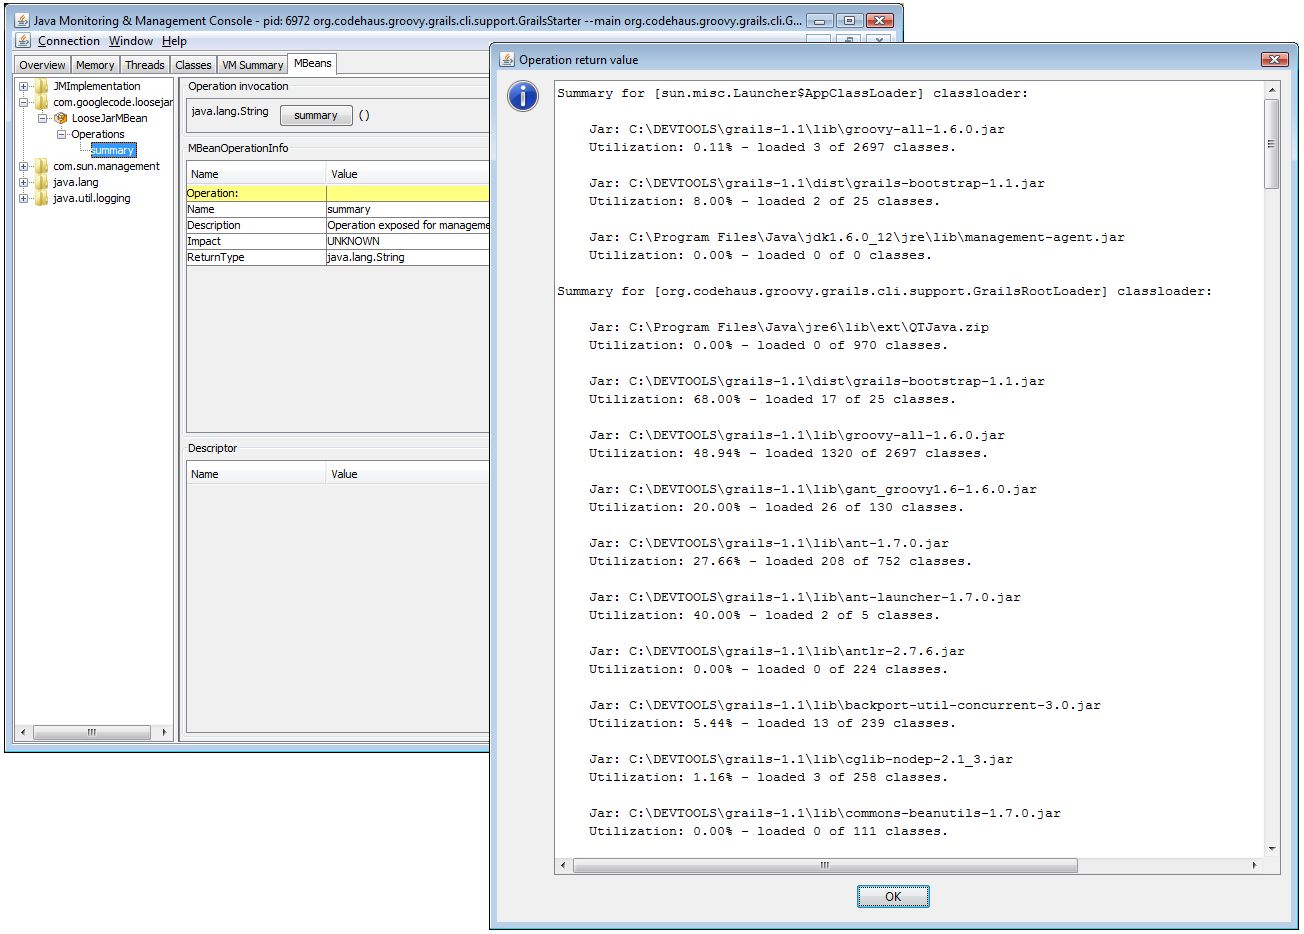 Java Monitoring & Management Console - pid: 6972 org.codehaus.groovy.grails.cli.support.GrailsStarter --main org.codehaus.groovy.grails.cli.G...
Connection Window Help
Overview Memory Threads Classes VM Summary MBeans
JMImplementation
com.googlecode.loosejar
LooseJarMBean
Operations
summary
com.sun.management
java.lang
java.util.logging
Operation invocation
java.lang.String summary ( )
MBeanOperationInfo
Name Value
Operation:
Name summary
Description Operation exposed for manageme
Impact UNKNOWN
ReturnType java.lang.String
Descriptor
Name Value
Operation return value
Summary for [sun.misc.Launcher$AppClassLoader] classloader:
Jar: C:\DEVTOOLS\grails-1.1\lib\groovy-all-1.6.0.jar
Utilization: 0.11% - loaded 3 of 2697 classes.
Jar: C:\DEVTOOLS\grails-1.1\dist\grails-bootstrap-1.1.jar
Utilization: 8.00% - loaded 2 of 25 classes.
Jar: C:\Program Files\Java\jdk1.6.0_12\jre\lib\management-agent.jar
Utilization: 0.00% - loaded 0 of 0 classes.
Summary for [org.codehaus.groovy.grails.cli.support.GrailsRootLoader] classloader:
Jar: C:\Program Files\Java\jre6\lib\ext\QTJava.zip
Utilization: 0.00% - loaded 0 of 970 classes.
Jar: C:\DEVTOOLS\grails-1.1\dist\grails-bootstrap-1.1.jar
Utilization: 68.00% - loaded 17 of 25 classes.
Jar: C:\DEVTOOLS\grails-1.1\lib\groovy-all-1.6.0.jar
Utilization: 48.94% - loaded 1320 of 2697 classes.
Jar: C:\DEVTOOLS\grails-1.1\lib\gant_groovy1.6-1.6.0.jar
Utilization: 20.00% - loaded 26 of 130 classes.
Jar: C:\DEVTOOLS\grails-1.1\lib\ant-1.7.0.jar
Utilization: 27.66% - loaded 208 of 752 classes.
Jar: C:\DEVTOOLS\grails-1.1\lib\ant-launcher-1.7.0.jar
Utilization: 40.00% - loaded 2 of 5 classes.
Jar: C:\DEVTOOLS\grails-1.1\lib\antlr-2.7.6.jar
Utilization: 0.00% - loaded 0 of 224 classes.
Jar: C:\DEVTOOLS\grails-1.1\lib\backport-util-concurrent-3.0.jar
Utilization: 5.44% - loaded 13 of 239 classes.
Jar: C:\DEVTOOLS\grails-1.1\lib\cglib-nodep-2.1_3.jar
Utilization: 1.16% - loaded 3 of 258 classes.
Jar: C:\DEVTOOLS\grails-1.1\lib\commons-beanutils-1.7.0.jar
Utilization: 0.00% - loaded 0 of 111 classes.
OK